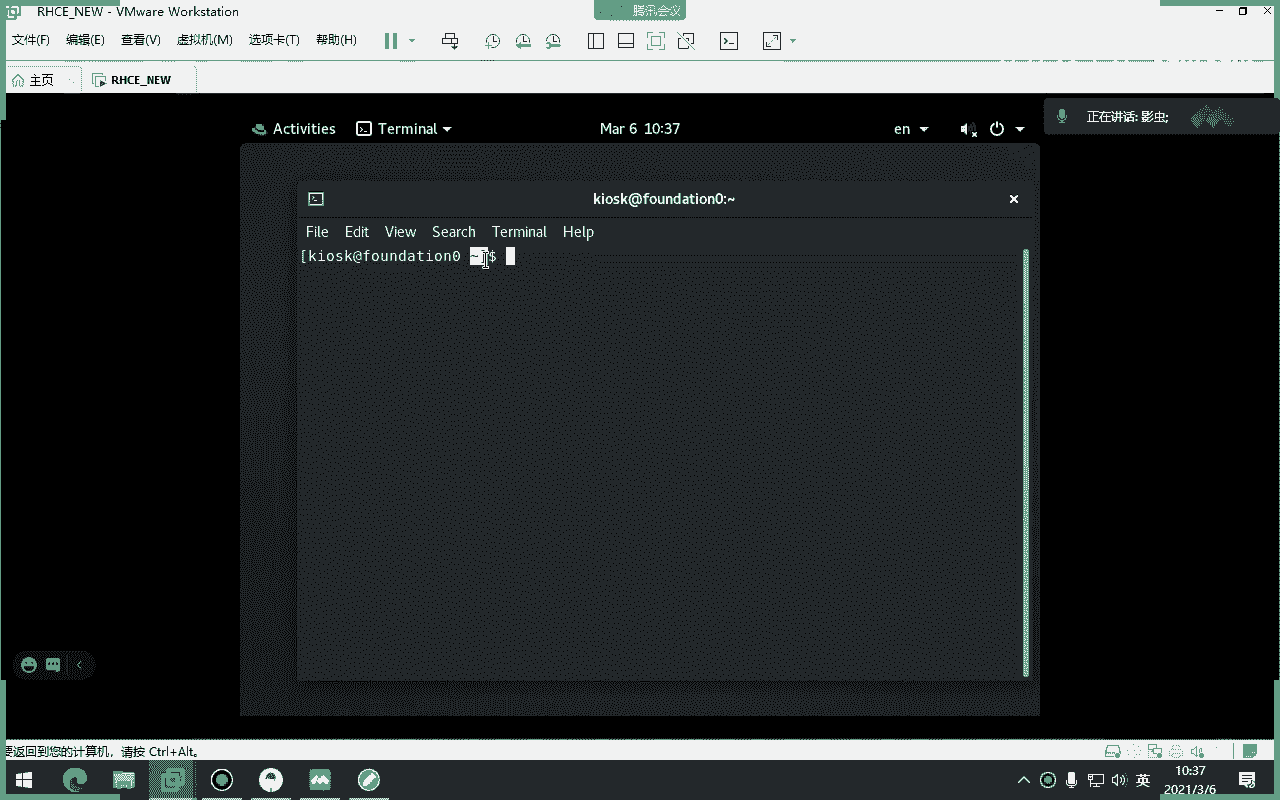 RHCE_NEW - VMware Workstation
腾讯会议
文件(F) 编辑(E) 查看(V) 虚拟机(M) 选项卡(T) 帮助(H)
主页 RHCE_NEW
Activities Terminal Mar 6 10:37 en
正在讲话: 影虫;
kiosk@foundation0:~
File Edit View Search Terminal Help
[kiosk@foundation0 ~]$
要返回到您的计算机，请按 Ctrl+Alt。
英
10:37
2021/3/6